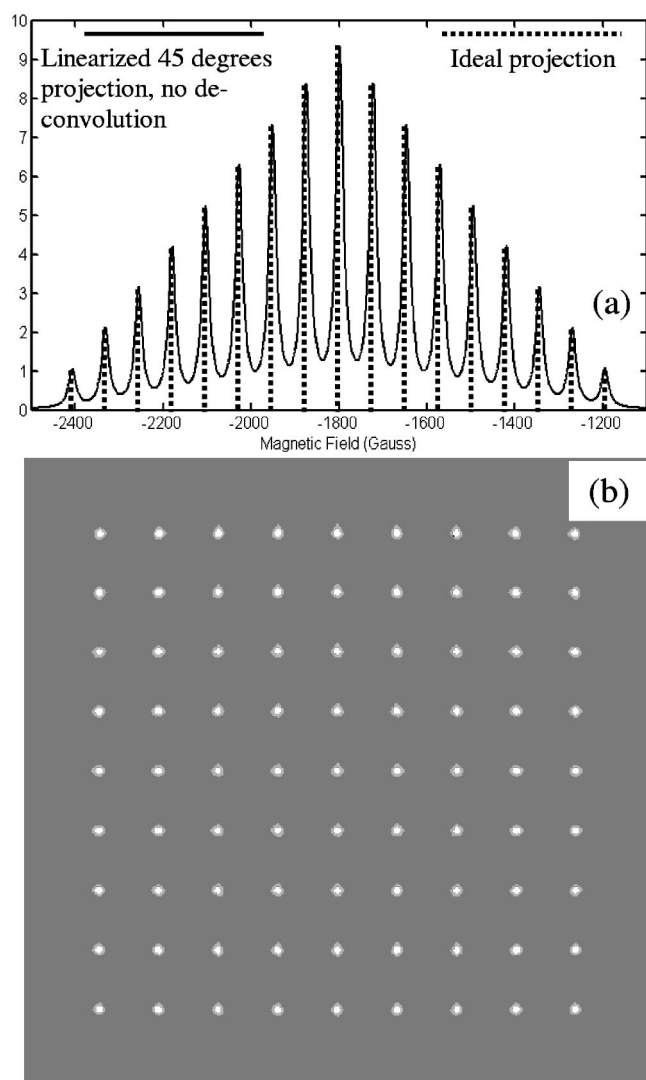 10
9
8
7
6
5
4
3
2
1
0
Linearized 45 degrees
projection, no de-
convolution
Ideal projection
(a)
-2400
-2200
-2000
-1800
-1600
-1400
-1200
Magnetic Field (Gauss)
(b)